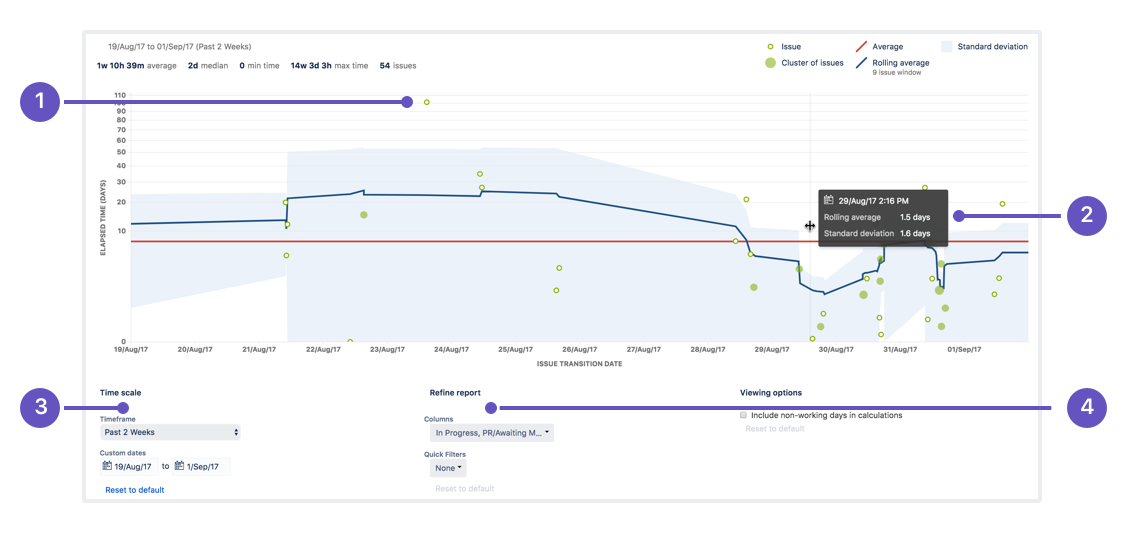 19/Aug/17 to 01/Sep/17 (Past 2 Weeks)
1w 10h 39m average 2d median 0 min time 14w 3d 3h max time 54 issues
Issue Average Standard deviation
Cluster of issues Rolling average
9 issue window
1
110
100
90
80
70
60
50
40
30
20
10
0
ELAPSED TIME (DAYS)
29/Aug/17 2:16 PM
Rolling average 1.5 days
Standard deviation 1.6 days
2
19/Aug/17 20/Aug/17 21/Aug/17 22/Aug/17 23/Aug/17 24/Aug/17 25/Aug/17 26/Aug/17 27/Aug/17 28/Aug/17 29/Aug/17 30/Aug/17 31/Aug/17 01/Sep/17
ISSUE TRANSITION DATE
3
Time scale
Timeframe
Past 2 Weeks
Custom dates
19/Aug/17 to 1/Sep/17
Reset to default
Refine report
Columns
In Progress, PR/Awaiting M...
Quick Filters
None
Reset to default
Viewing options
Include non-working days in calculations
Reset to default
4